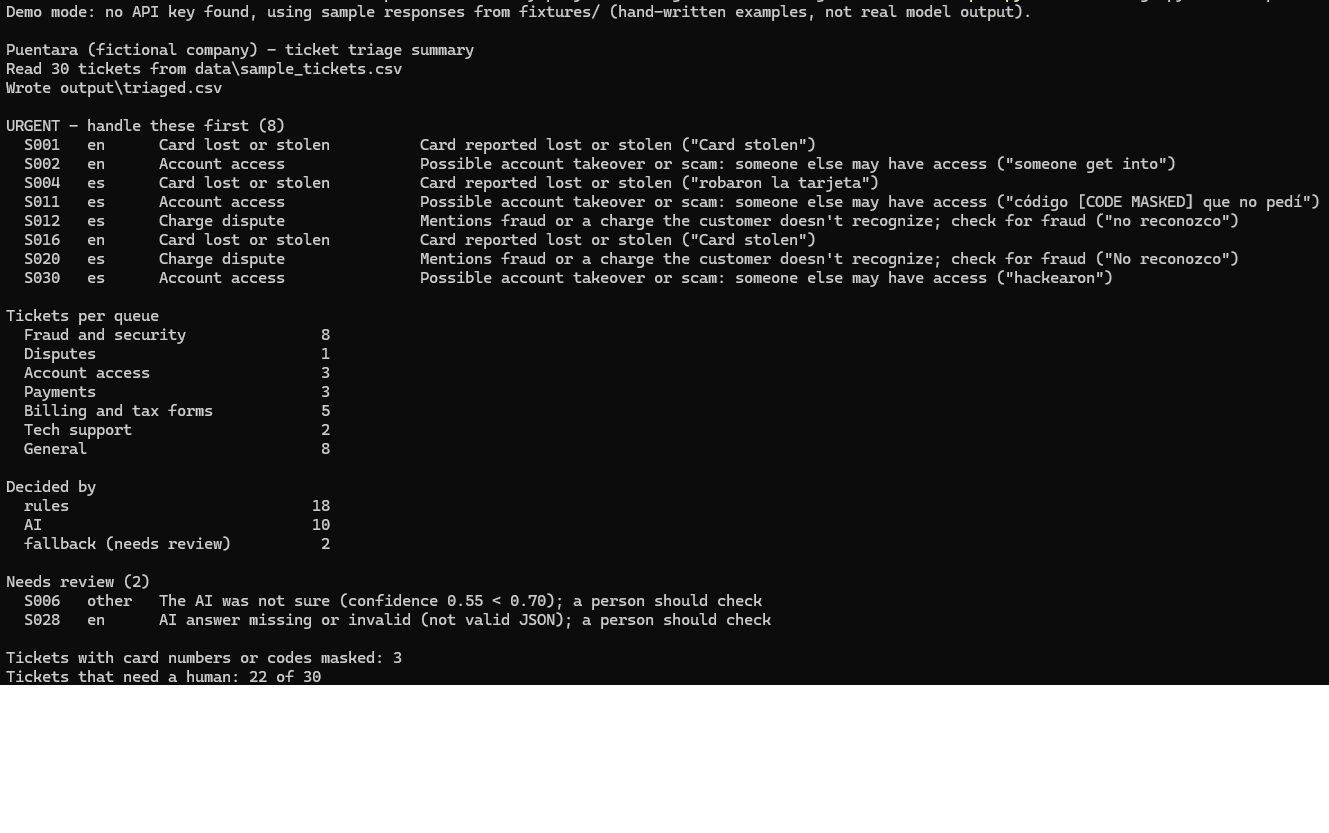 Demo mode: no API key found, using sample responses from fixtures/ (hand-written examples, not real model output).
Puentara (fictional company) - ticket triage summary
Read 30 tickets from data\sample_tickets.csv
Wrote output\triaged.csv
URGENT - handle these first (8)
S001 en Card lost or stolen Card reported lost or stolen ("Card stolen")
S002 en Account access Possible account takeover or scam: someone else may have access ("someone get into")
S004 es Card lost or stolen Card reported lost or stolen ("robaron la tarjeta")
S011 es Account access Possible account takeover or scam: someone else may have access ("código [CODE MASKED] que no pedí")
S012 es Charge dispute Mentions fraud or a charge the customer doesn't recognize; check for fraud ("no reconozco")
S016 en Card lost or stolen Card reported lost or stolen ("Card stolen")
S020 es Charge dispute Mentions fraud or a charge the customer doesn't recognize; check for fraud ("No reconozco")
S030 es Account access Possible account takeover or scam: someone else may have access ("hackearon")
Tickets per queue
Fraud and security 8
Disputes 1
Account access 3
Payments 3
Billing and tax forms 5
Tech support 2
General 8
Decided by
rules 18
AI 10
fallback (needs review) 2
Needs review (2)
S006 other The AI was not sure (confidence 0.55 < 0.70); a person should check
S028 en AI answer missing or invalid (not valid JSON); a person should check
Tickets with card numbers or codes masked: 3
Tickets that need a human: 22 of 30